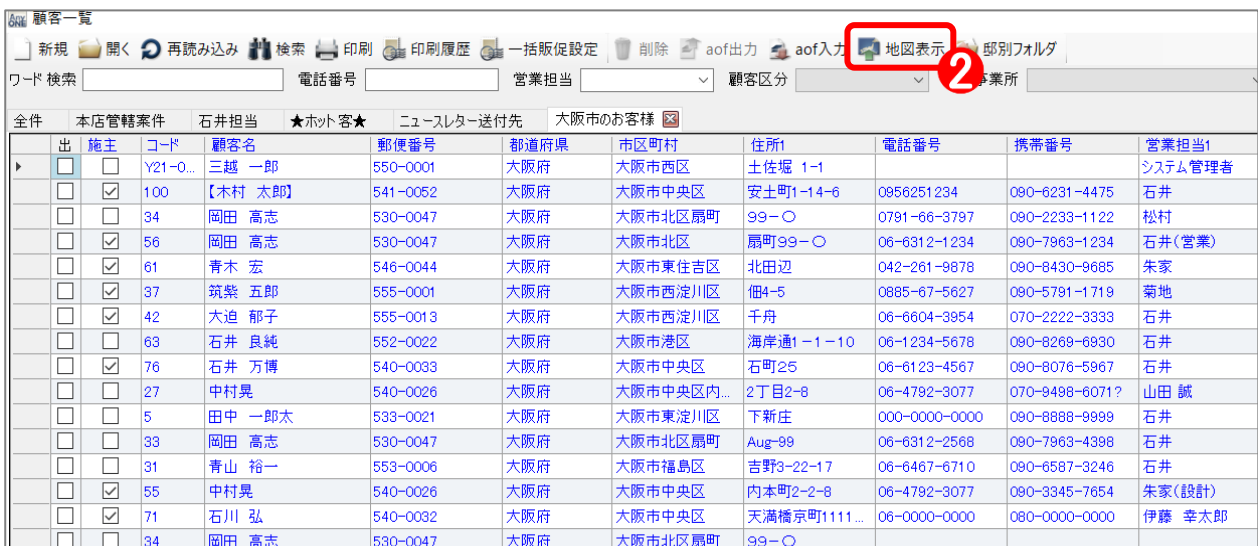 Any ONE 顧客一覧
新規 開く 再読み込み 検索 印刷 印刷履歴 一括販促設定 削除 aof出力 aof入力 地図表示 邸別フォルダ
2
ワード検索 電話番号 営業担当 顧客区分 事業所
全件 本店管轄案件 石井担当 ★ホット客★ ニュースレター送付先 大阪市のお客様
出 施主 コード 顧客名 郵便番号 都道府県 市区町村 住所1 電話番号 携帯番号 営業担当1
Y21-0... 三越 一郎 550-0001 大阪府 大阪市西区 土佐堀 1-1 システム管理者
100 【木村 太郎】 541-0052 大阪府 大阪市中央区 安土町1-14-6 0956251234 090-6231-4475 石井
34 岡田 高志 530-0047 大阪府 大阪市北区扇町 99-〇 0791-66-3797 090-2233-1122 松村
56 岡田 高志 530-0047 大阪府 大阪市北区 扇町99-〇 06-6312-1234 090-7963-1234 石井(営業)
61 青木 宏 546-0044 大阪府 大阪市東住吉区 北田辺 042-261-9878 090-8430-9685 朱家
37 筑紫 五郎 555-0001 大阪府 大阪市西淀川区 佃4-5 0885-67-5627 090-5791-1719 菊地
42 大迫 郁子 555-0013 大阪府 大阪市西淀川区 千舟 06-6604-3954 070-2222-3333 石井
63 石井 良純 552-0022 大阪府 大阪市港区 海岸通1-1-10 06-1234-5678 090-8269-6930 石井
76 石井 万博 540-0033 大阪府 大阪市中央区 石町25 06-6123-4567 090-8076-5967 石井
27 中村晃 540-0026 大阪府 大阪市中央区内... 2丁目2-8 06-4792-3077 070-9498-6071? 山田 誠
5 田中 一郎太 533-0021 大阪府 大阪市東淀川区 下新庄 000-0000-0000 090-8888-9999 石井
33 岡田 高志 530-0047 大阪府 大阪市北区扇町 Aug-99 06-6312-2568 090-7963-4398 石井
31 青山 裕一 553-0006 大阪府 大阪市福島区 吉野3-22-17 06-6467-6710 090-6587-3246 石井
55 中村晃 540-0026 大阪府 大阪市中央区 内本町2-2-8 06-4792-3077 090-3345-7654 朱家(設計)
71 石川 弘 540-0032 大阪府 大阪市中央区 天満橋京町1111... 06-0000-0000 080-0000-0000 伊藤 幸太郎
34 岡田 高志 530-0047 大阪府 大阪市北区扇町 99-〇